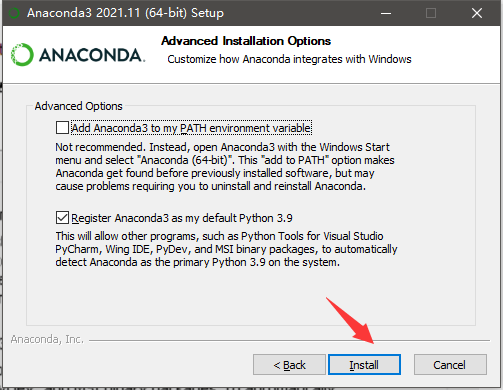 Anaconda3 2021.11 (64-bit) Setup
ANACONDA.
Advanced Installation Options
Customize how Anaconda integrates with Windows
Advanced Options
Add Anaconda3 to my PATH environment variable
Not recommended. Instead, open Anaconda3 with the Windows Start
menu and select "Anaconda (64-bit)". This "add to PATH" option makes
Anaconda get found before previously installed software, but may
cause problems requiring you to uninstall and reinstall Anaconda.
Register Anaconda3 as my default Python 3.9
This will allow other programs, such as Python Tools for Visual Studio
PyCharm, Wing IDE, PyDev, and MSI binary packages, to automatically
detect Anaconda as the primary Python 3.9 on the system.
Anaconda, Inc.
< Back
Install
Cancel